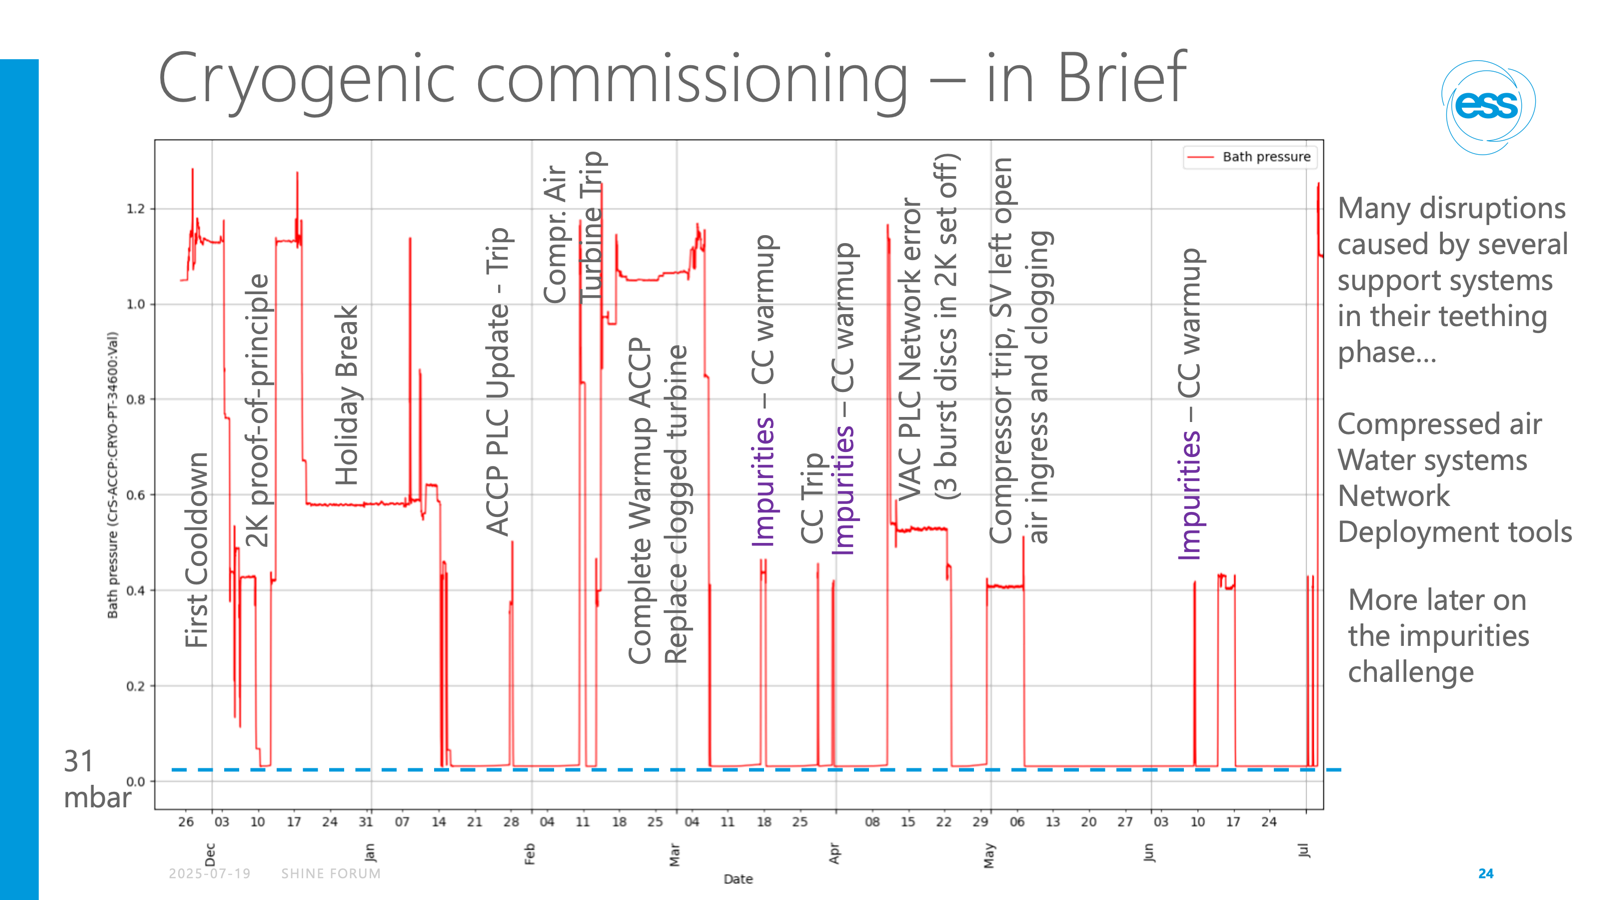 Cryogenic commissioning – in Brief
ess
Bath pressure
Bath pressure (CrS-ACCP:CRYO-PT-34600:Val)
1.2
1.0
0.8
0.6
0.4
0.2
0.0
First Cooldown
2K proof-of-principle
Holiday Break
ACCP PLC Update - Trip
Compr. Air
Turbine Trip
Complete Warmup ACCP
Replace clogged turbine
Impurities – CC warmup
CC Trip
Impurities – CC warmup
VAC PLC Network error
(3 burst discs in 2K set off)
Compressor trip, SV left open
air ingress and clogging
Impurities – CC warmup
31
mbar
26 03 10 17 24 31 07 14 21 28 04 11 18 25 04 11 18 25 08 15 22 29 06 13 20 27 03 10 17 24
Dec Jan Feb Mar Apr May Jun Jul
Date
Many disruptions
caused by several
support systems
in their teething
phase...
Compressed air
Water systems
Network
Deployment tools
More later on
the impurities
challenge
2025-07-19 SHINE FORUM 24